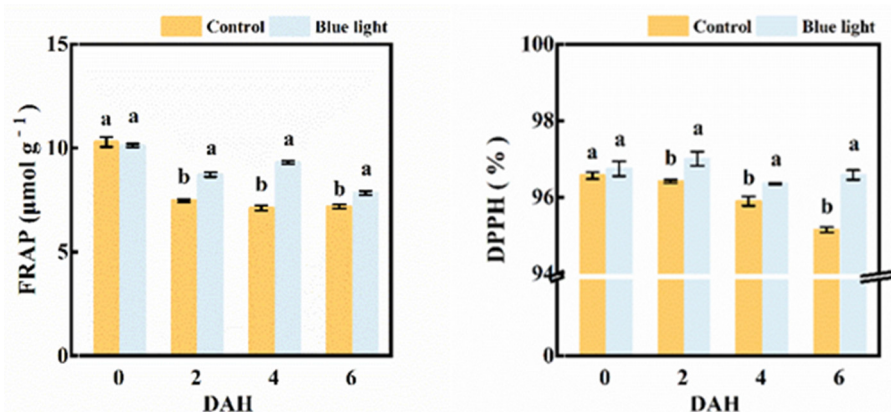 Control Blue light
15
10
5
0
FRAP (μmol g⁻¹)
a a
b a
b a
b a
0 2 4 6
DAH
Control Blue light
100
98
96
94
0
DPPH ( % )
a a
b a
b a
b a
0 2 4 6
DAH